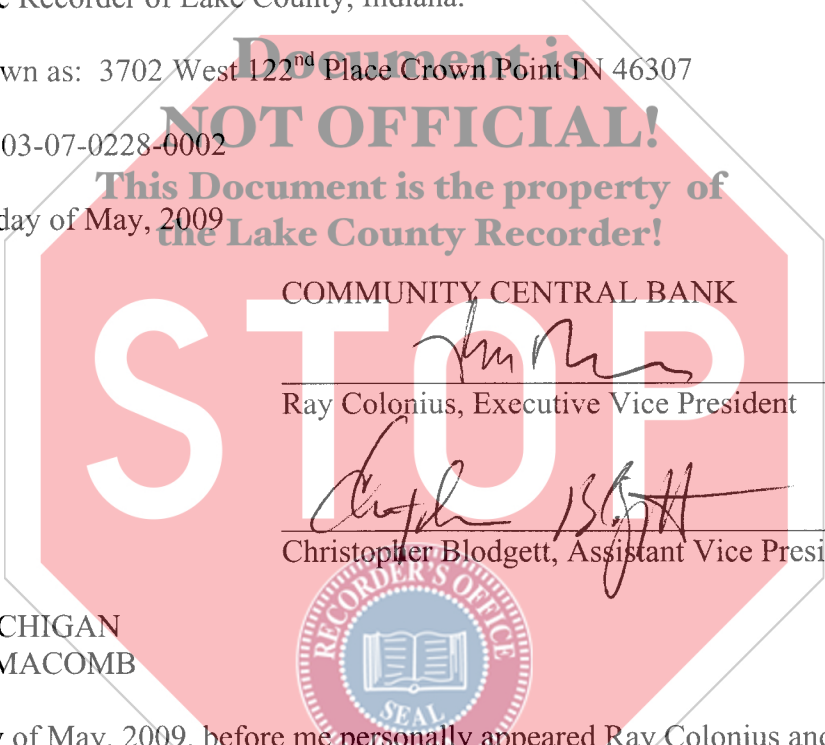 Recorder of Lake County, Indiana.
Document is
wn as: 3702 West 122nd Place Crown Point IN 46307
NOT OFFICIAL!
03-07-0228-0002
This Document is the property of
day of May, 2009
the Lake County Recorder!
COMMUNITY CENTRAL BANK
STOP
Ray Colonius, Executive Vice President
Christopher Blodgett, Assistant Vice Presi
RECORDER'S OFFICE
SEAL
CHIGAN
MACOMB
of May, 2009, before me personally appeared Ray Colonius and